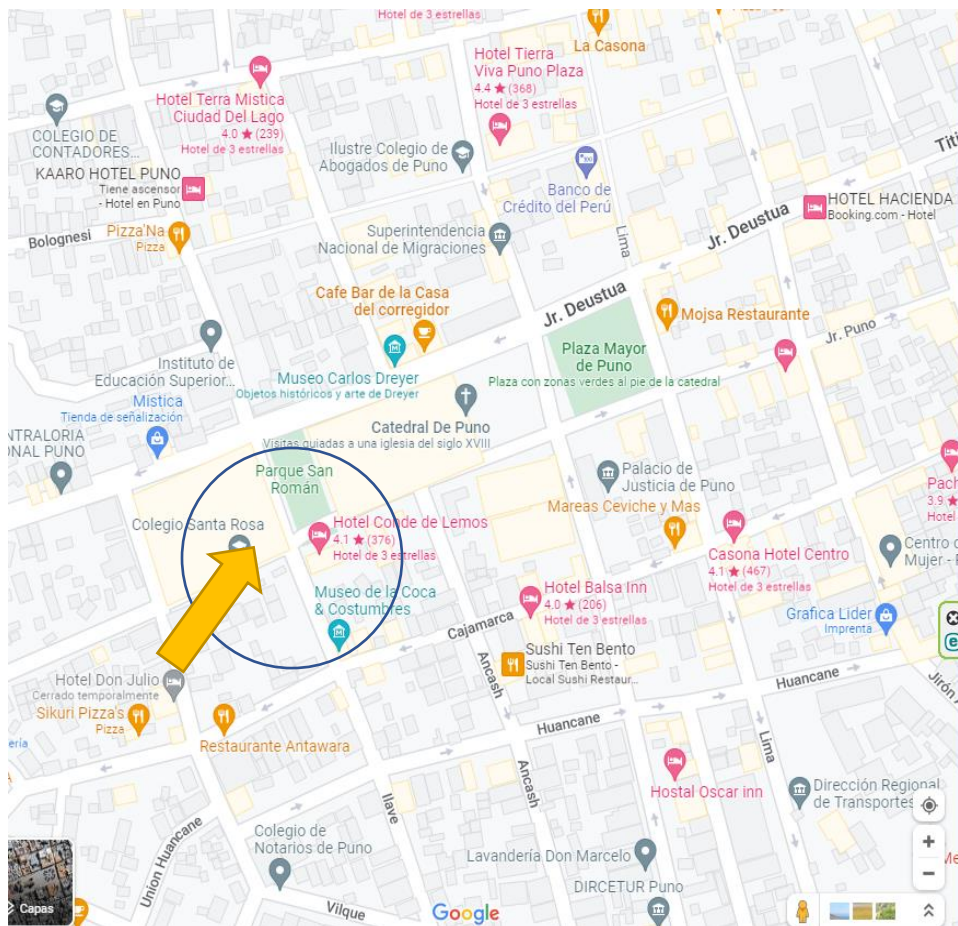 Hotel de 3 estrellas
La Casona
Hotel Tierra
Viva Puno Plaza
4.4 ★ (368)
Hotel de 3 estrellas
Hotel Terra Mistica
Ciudad Del Lago
4.0 ★ (239)
Hotel de 3 estrellas
COLEGIO DE
CONTADORES...
Ilustre Colegio de
Abogados de Puno
Titi
KAARO HOTEL PUNO
Tiene ascensor
- Hotel en Puno
Banco de
Crédito del Perú
HOTEL HACIENDA
Booking.com - Hotel
Bolognesi
Pizza'Na
Pizza
Superintendencia
Nacional de Migraciones
Lima
Jr. Deustua
Jr. Deustua
Cafe Bar de la Casa
del corregidor
Mojsa Restaurante
Jr. Puno
Instituto de
Educación Superior...
Museo Carlos Dreyer
Objetos históricos y arte de Dreyer
Plaza Mayor
de Puno
Plaza con zonas verdes al pie de la catedral
Mistica
Tienda de señalización
Catedral De Puno
Visitas guiadas a una iglesia del siglo XVIII
NTRALORIA
ONAL PUNO
Parque San
Román
Palacio de
Justicia de Puno
Pach
3.9 ★
Hotel
Mareas Ceviche y Mas
Colegio Santa Rosa
Hotel Conde de Lemos
4.1 ★ (376)
Hotel de 3 estrellas
Casona Hotel Centro
4.1 ★ (467)
Hotel de 3 estrellas
Centro d
Mujer - P
Museo de la Coca
& Costumbres
Hotel Balsa Inn
4.0 ★ (206)
Hotel de 3 estrellas
Grafica Lider
Imprenta
Cajamarca
Ancash
Sushi Ten Bento
Sushi Ten Bento -
Local Sushi Restaur...
Hotel Don Julio
Cerrado temporalmente
Sikuri Pizza's
Pizza
ería
Restaurante Antawara
Huancane
Huancane
Jirón
Lima
Ancash
Hostal Oscar inn
Dirección Regional
de Transportes
Ilave
Union Huancane
Colegio de
Notarios de Puno
Lavandería Don Marcelo
DIRCETUR Puno
Vilque
Capas
Google